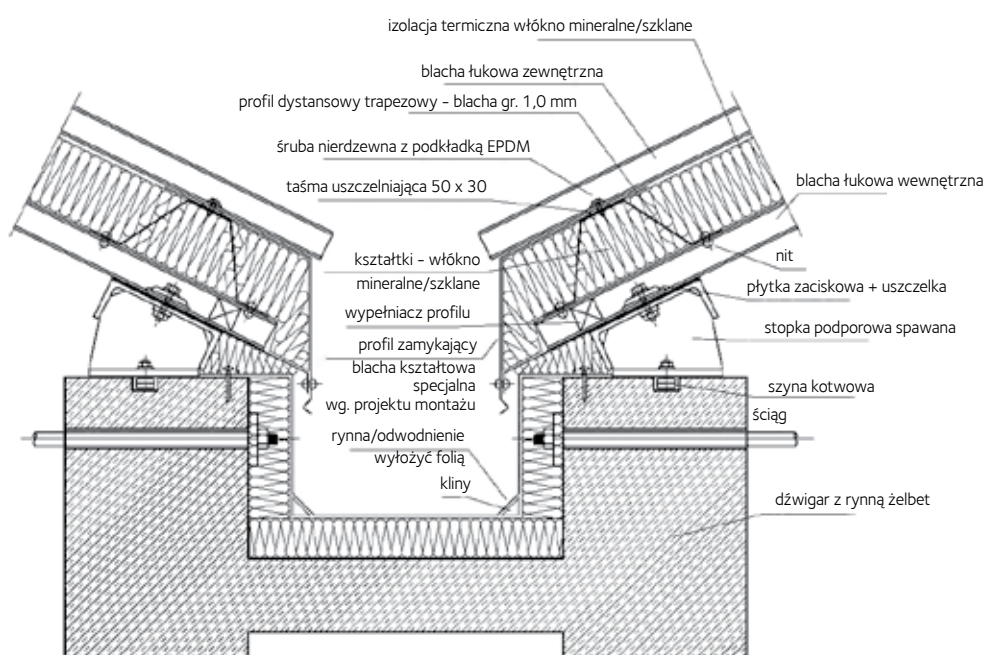 izolacja termiczna włókno mineralne/szklane
blacha łukowa zewnętrzna
profil dystansowy trapezowy – blacha gr. 1,0 mm
śruba nierdzewna z podkładką EPDM
taśma uszczelniająca 50 x 30
blacha łukowa wewnętrzna
kształtki – włókno
mineralne/szklane
nit
płytka zaciskowa + uszczelka
wypełniacz profilu
stopka podporowa spawana
profil zamykający
blacha kształtowa
specjalna
wg. projektu montażu
szyna kotwowa
ściąg
rynna/odwodnienie
wyłożyć folią
kliny
dźwigar z rynną żelbet